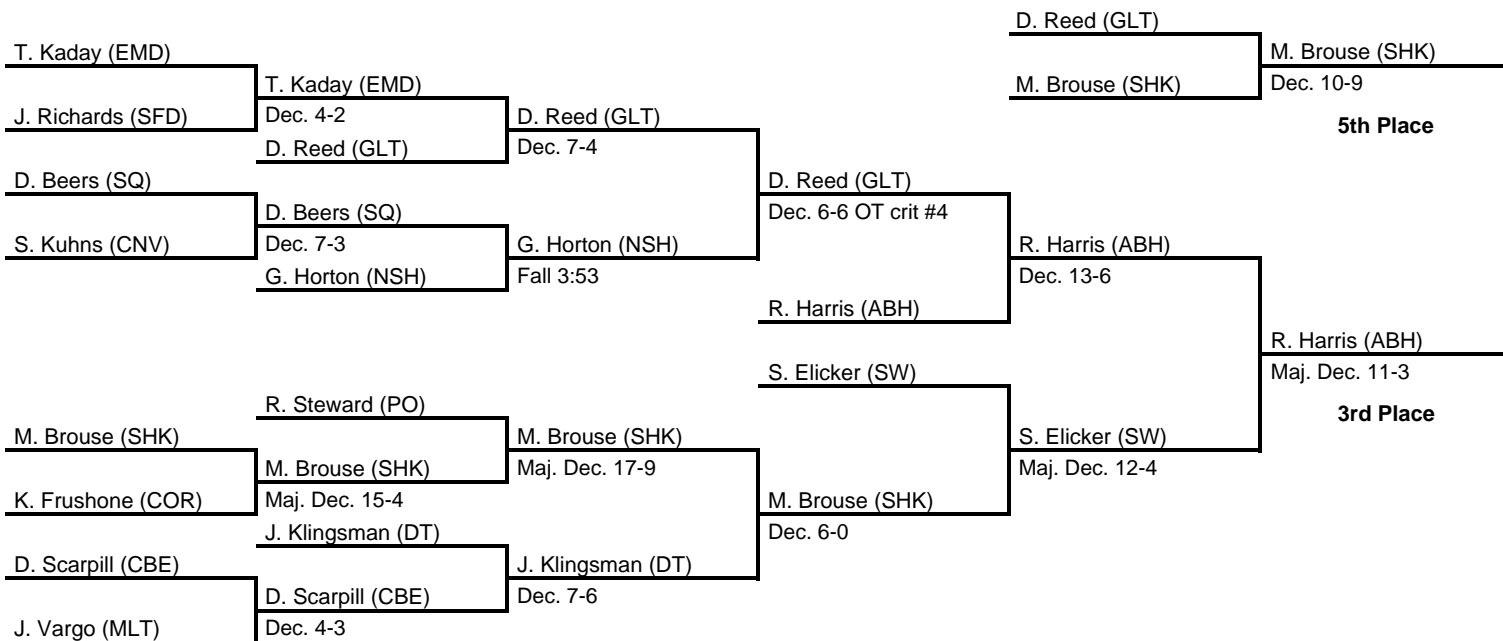 D. Reed (GLT)
T. Kaday (EMD)
M. Brouse (SHK)
T. Kaday (EMD)
M. Brouse (SHK)
Dec. 10-9
J. Richards (SFD)
Dec. 4-2
D. Reed (GLT)
5th Place
D. Reed (GLT)
Dec. 7-4
D. Beers (SQ)
D. Reed (GLT)
D. Beers (SQ)
Dec. 6-6 OT crit #4
S. Kuhns (CNV)
Dec. 7-3
G. Horton (NSH)
R. Harris (ABH)
G. Horton (NSH)
Fall 3:53
Dec. 13-6
R. Harris (ABH)
R. Harris (ABH)
S. Elicker (SW)
Maj. Dec. 11-3
R. Steward (PO)
3rd Place
M. Brouse (SHK)
M. Brouse (SHK)
S. Elicker (SW)
M. Brouse (SHK)
Maj. Dec. 17-9
Maj. Dec. 12-4
K. Frushone (COR)
Maj. Dec. 15-4
M. Brouse (SHK)
J. Klingsman (DT)
Dec. 6-0
D. Scarpill (CBE)
J. Klingsman (DT)
D. Scarpill (CBE)
Dec. 7-6
J. Vargo (MLT)
Dec. 4-3